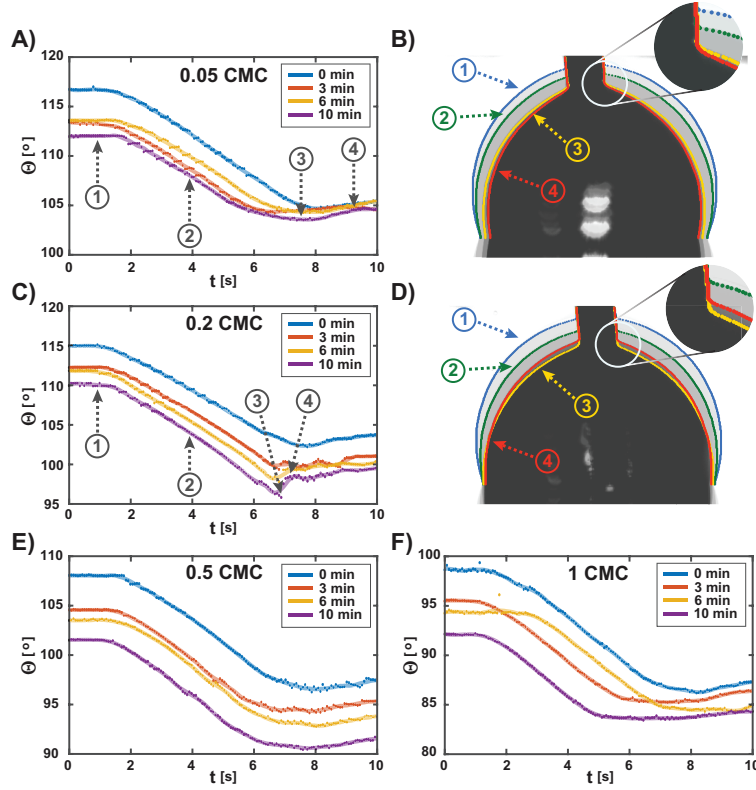 A)
0.05 CMC
0 min
3 min
6 min
10 min
120
115
110
105
100
Θ [°]
0 2 4 6 8 10
t [s]
1
2
3
4
B)
1
2
3
4
C)
0.2 CMC
0 min
3 min
6 min
10 min
120
115
110
105
100
95
Θ [°]
0 2 4 6 8 10
t [s]
1
2
3
4
D)
1
2
3
4
E)
0.5 CMC
0 min
3 min
6 min
10 min
110
105
100
95
90
Θ [°]
0 2 4 6 8 10
t [s]
F)
1 CMC
0 min
3 min
6 min
10 min
100
95
90
85
80
Θ [°]
0 2 4 6 8 10
t [s]